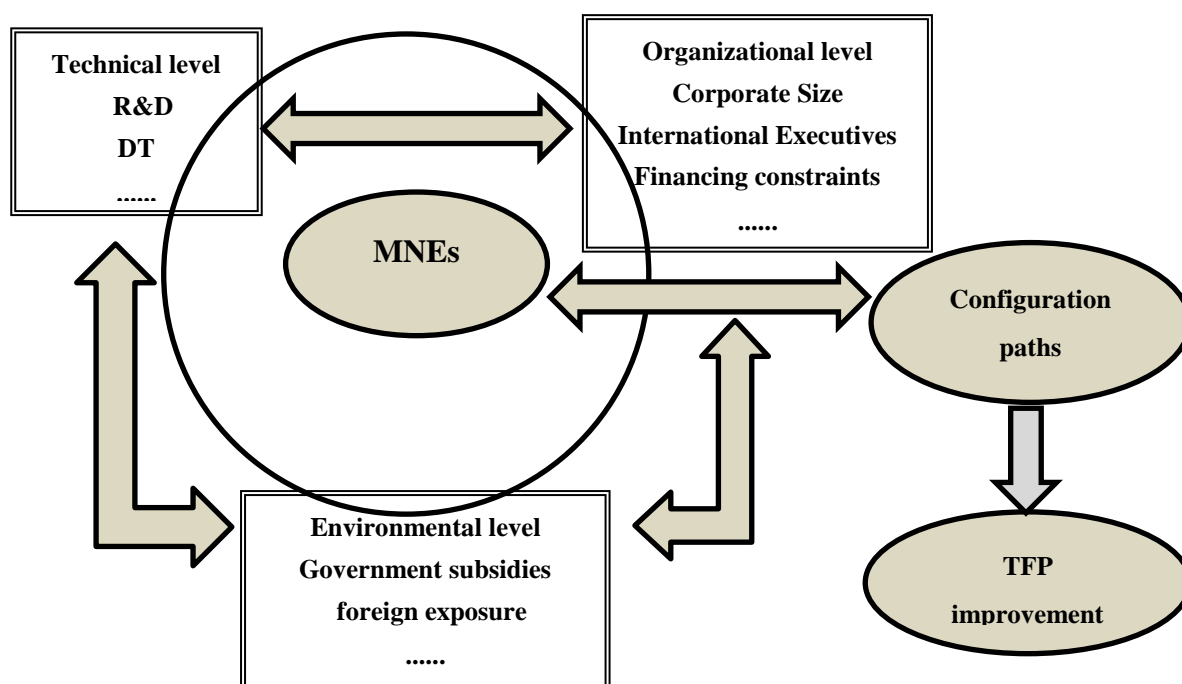 Technical level
R&D
DT
......
Organizational level
Corporate Size
International Executives
Financing constraints
......
MNEs
Configuration
paths
Environmental level
Government subsidies
foreign exposure
......
TFP
improvement